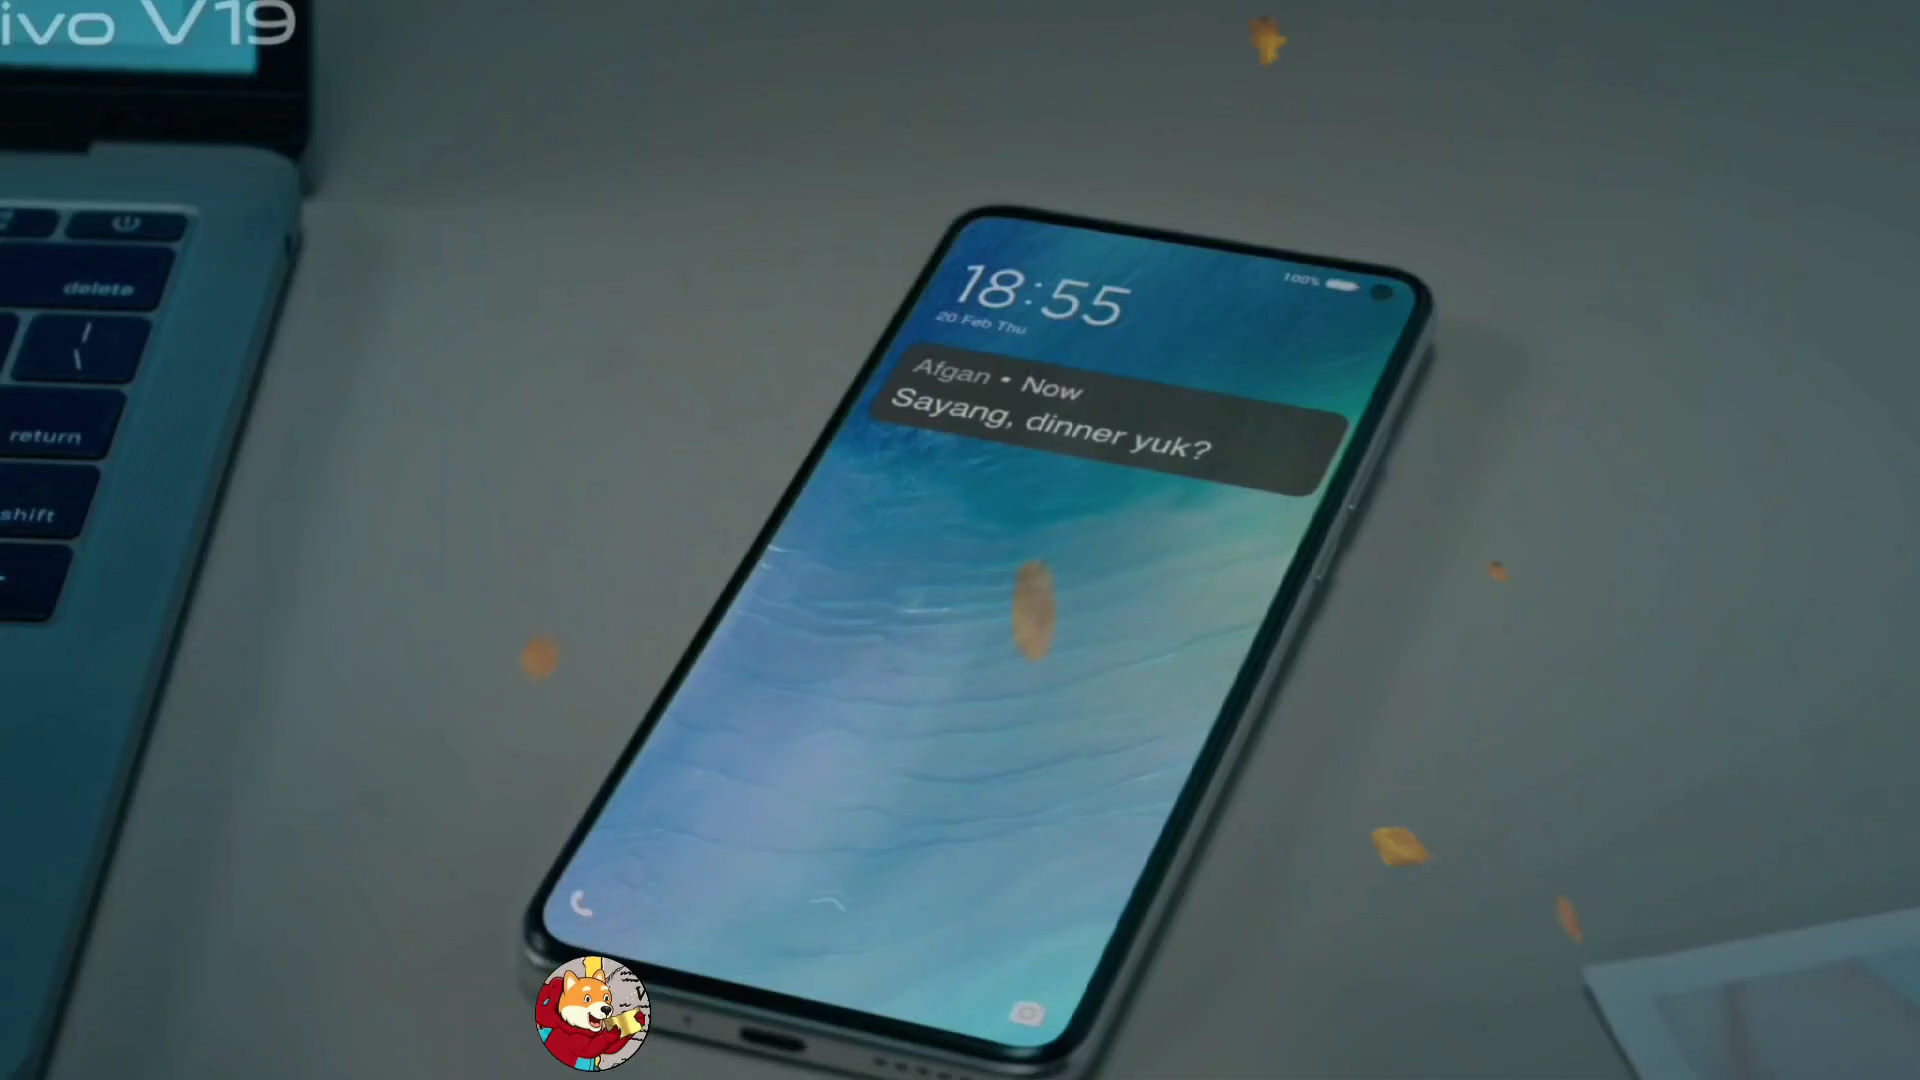 ivo V19
delete
return
shift
100%
18:55
20 Feb Thu
Afgan • Now
Sayang, dinner yuk?